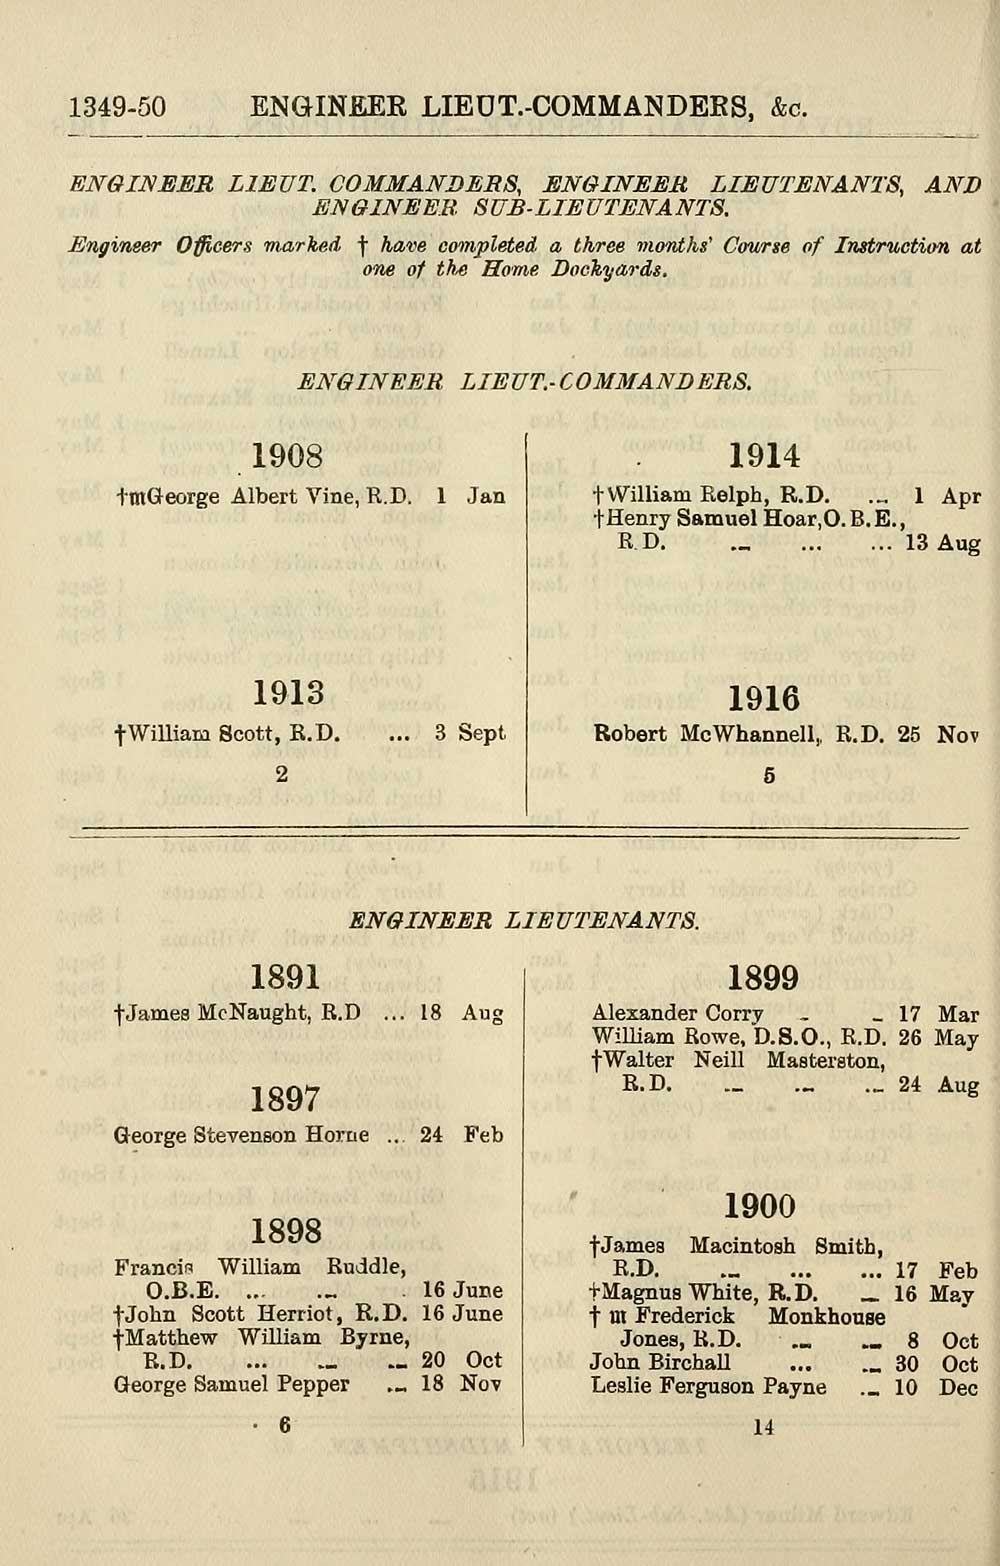 1349-50 ENGINEER LIEUT.-COMMANDERS, &c.
ENGINEER LIEUT. COMMANDERS, ENGINEER LIEUTENANTS, AND
ENGINEER SUB-LIEUTENANTS.
Engineer Officers marked † have completed a three months' Course of Instruction at
one of the Home Dockyards.
ENGINEER LIEUT.-COMMANDERS.
1908
†mGeorge Albert Vine, R.D. 1 Jan
1913
†William Scott, R.D. ... 3 Sept
2
1914
†William Relph, R.D. ... 1 Apr
†Henry Samuel Hoar, O.B.E.,
R.D. ... ... ... 13 Aug
1916
Robert McWhannell, R.D. 25 Nov
5
ENGINEER LIEUTENANTS.
1891
†James McNaught, R.D ... 18 Aug
1897
George Stevenson Horne ... 24 Feb
1898
Francis William Ruddle,
O.B.E. ... ... . 16 June
†John Scott Herriot, R.D. 16 June
†Matthew William Byrne,
R.D. ... ... ... 20 Oct
George Samuel Pepper ... 18 Nov
6
1899
Alexander Corry - - 17 Mar
William Rowe, D.S.O., R.D. 26 May
†Walter Neill Masterston,
R.D. ... ... ... 24 Aug
1900
†James Macintosh Smith,
R.D. ... ... ... 17 Feb
†Magnus White, R.D. ... 16 May
† m Frederick Monkhouse
Jones, R.D. ... ... 8 Oct
John Birchall ... ... 30 Oct
Leslie Ferguson Payne ... 10 Dec
14